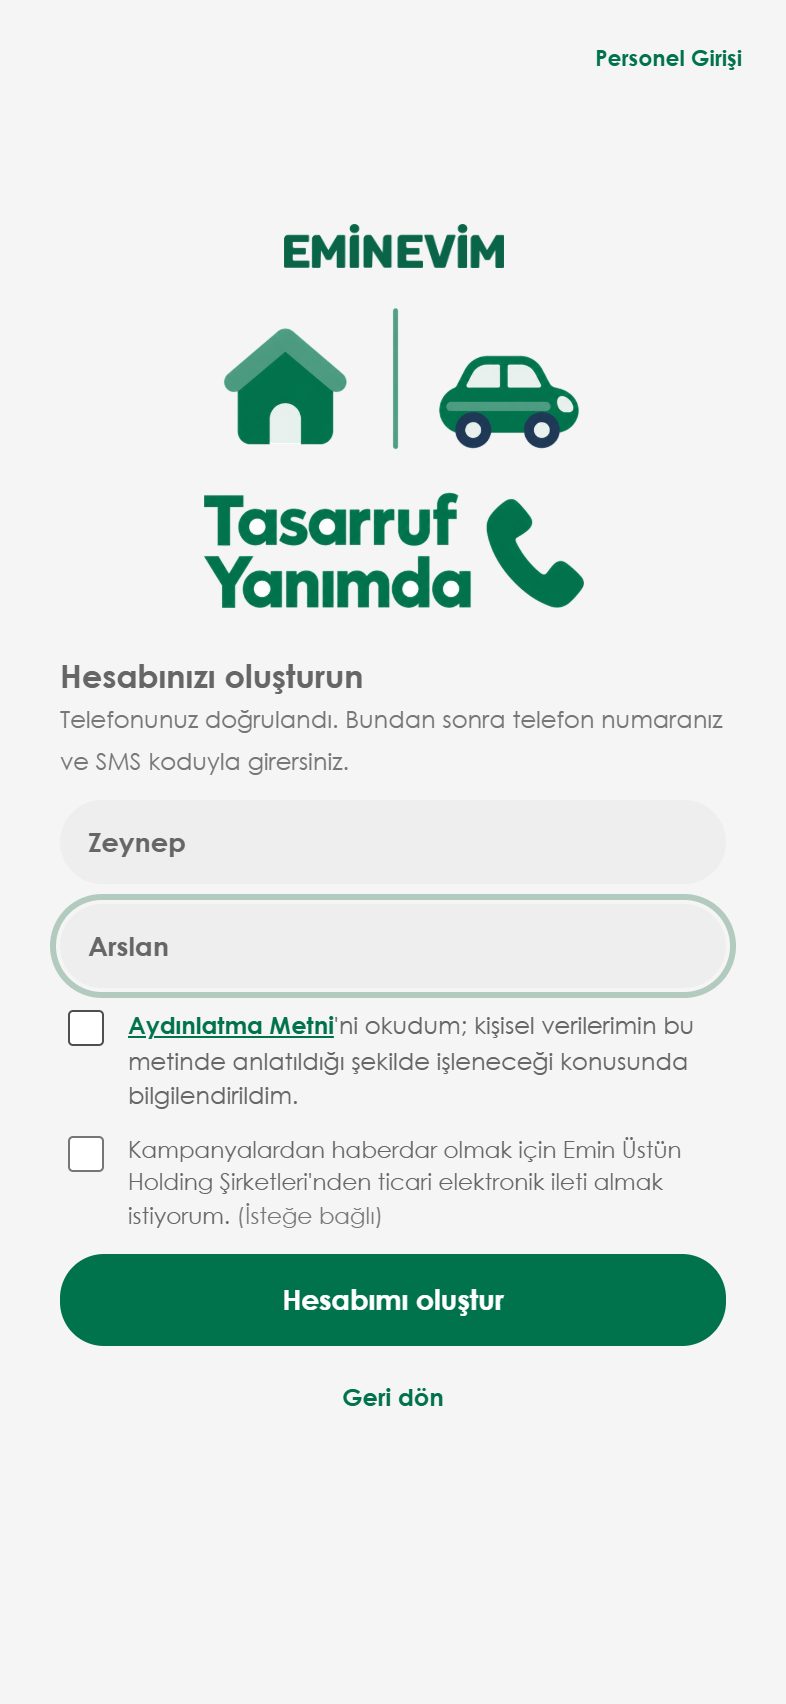 Personel Girişi
EMİNEVİM
Tasarruf
Yanımda
Hesabınızı oluşturun
Telefonunuz doğrulandı. Bundan sonra telefon numaranız
ve SMS koduyla girersiniz.
Zeynep
Arslan
Aydınlatma Metni'ni okudum; kişisel verilerimin bu
metinde anlatıldığı şekilde işleneceği konusunda
bilgilendirildim.
Kampanyalardan haberdar olmak için Emin Üstün
Holding Şirketleri'nden ticari elektronik ileti almak
istiyorum. (İsteğe bağlı)
Hesabımı oluştur
Geri dön